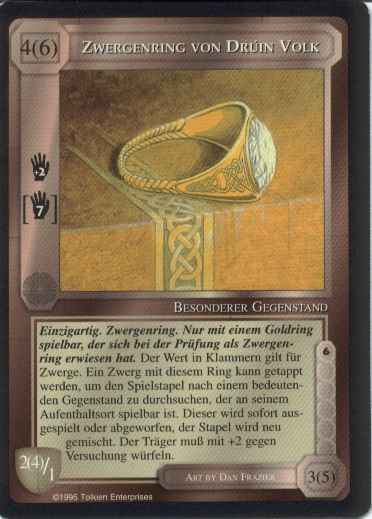 4(6)
ZWERGENRING VON DRÚIN VOLK
+2
[7]
BESONDERER GEGENSTAND
Einzigartig. Zwergenring. Nur mit einem Goldring
spielbar, der sich bei der Prüfung als Zwergen-
ring erwiesen hat. Der Wert in Klammern gilt für
Zwerge. Ein Zwerg mit diesem Ring kann getappt
werden, um den Spielstapel nach einem bedeuten-
den Gegenstand zu durchsuchen, der an seinem
Aufenthaltsort spielbar ist. Dieser wird sofort aus-
gespielt oder abgeworfen, der Stapel wird neu
gemischt. Der Träger muß mit +2 gegen
Versuchung würfeln.
6
2(4)/1
ART BY DAN FRAZIER
3(5)
©1995 Tolkien Enterprises